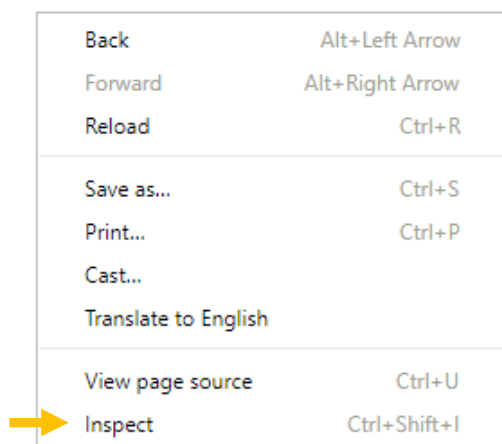 Back Alt+Left Arrow
Forward Alt+Right Arrow
Reload Ctrl+R
Save as... Ctrl+S
Print... Ctrl+P
Cast...
Translate to English
View page source Ctrl+U
Inspect Ctrl+Shift+I